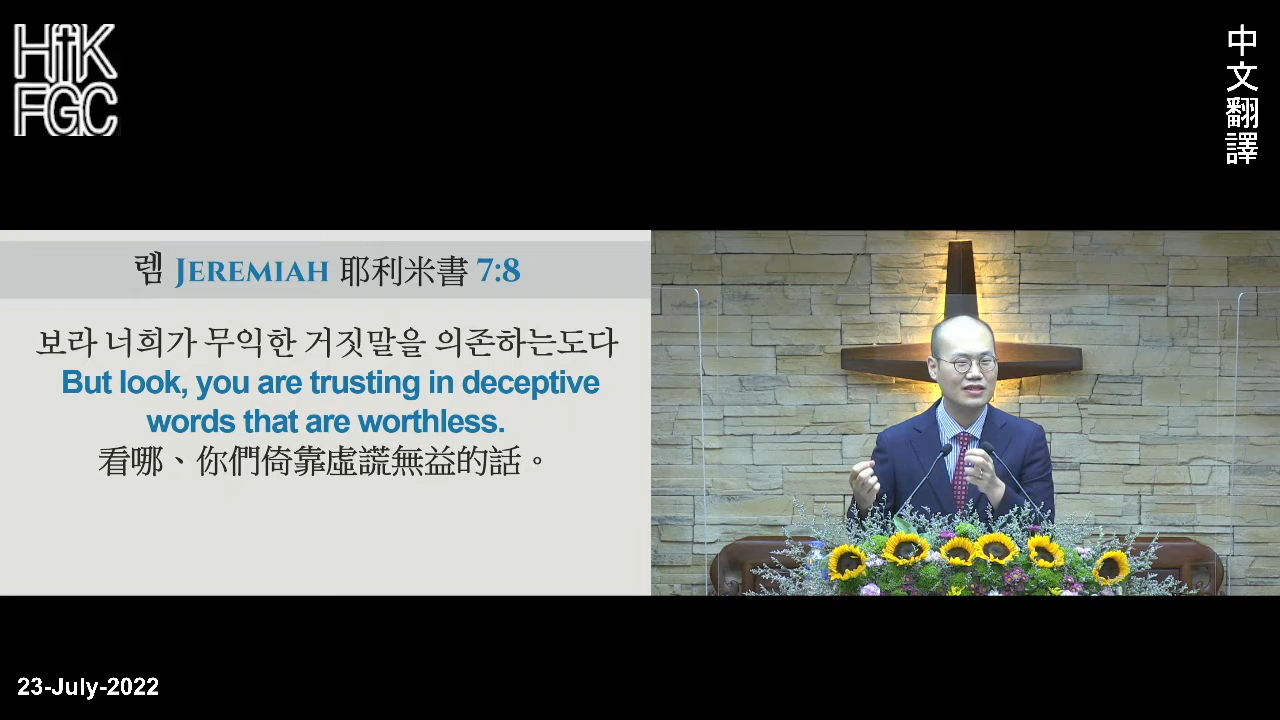 HKFGC
中文翻譯
렘 JEREMIAH 耶利米書 7:8
보라 너희가 무익한 거짓말을 의존하는도다
But look, you are trusting in deceptive
words that are worthless.
看哪、你們倚靠虛謊無益的話。
23-July-2022